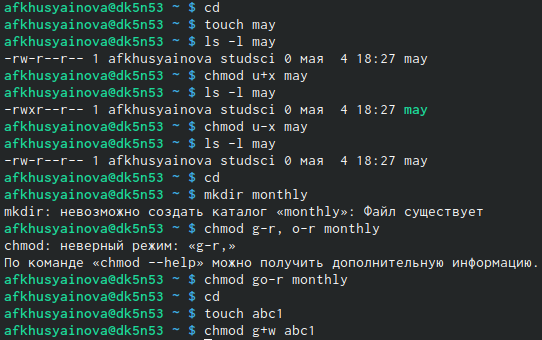 afkhusyainova@dk5n53 ~ $ cd
afkhusyainova@dk5n53 ~ $ touch may
afkhusyainova@dk5n53 ~ $ ls -l may
-rw-r--r-- 1 afkhusyainova studsci 0 мая  4 18:27 may
afkhusyainova@dk5n53 ~ $ chmod u+x may
afkhusyainova@dk5n53 ~ $ ls -l may
-rwxr--r-- 1 afkhusyainova studsci 0 мая  4 18:27 may
afkhusyainova@dk5n53 ~ $ chmod u-x may
afkhusyainova@dk5n53 ~ $ ls -l may
-rw-r--r-- 1 afkhusyainova studsci 0 мая  4 18:27 may
afkhusyainova@dk5n53 ~ $ cd
afkhusyainova@dk5n53 ~ $ mkdir monthly
mkdir: невозможно создать каталог «monthly»: Файл существует
afkhusyainova@dk5n53 ~ $ chmod g-r, o-r monthly
chmod: неверный режим: «g-r,»
По команде «chmod --help» можно получить дополнительную информацию.
afkhusyainova@dk5n53 ~ $ chmod go-r monthly
afkhusyainova@dk5n53 ~ $ cd
afkhusyainova@dk5n53 ~ $ touch abc1
afkhusyainova@dk5n53 ~ $ chmod g+w abc1